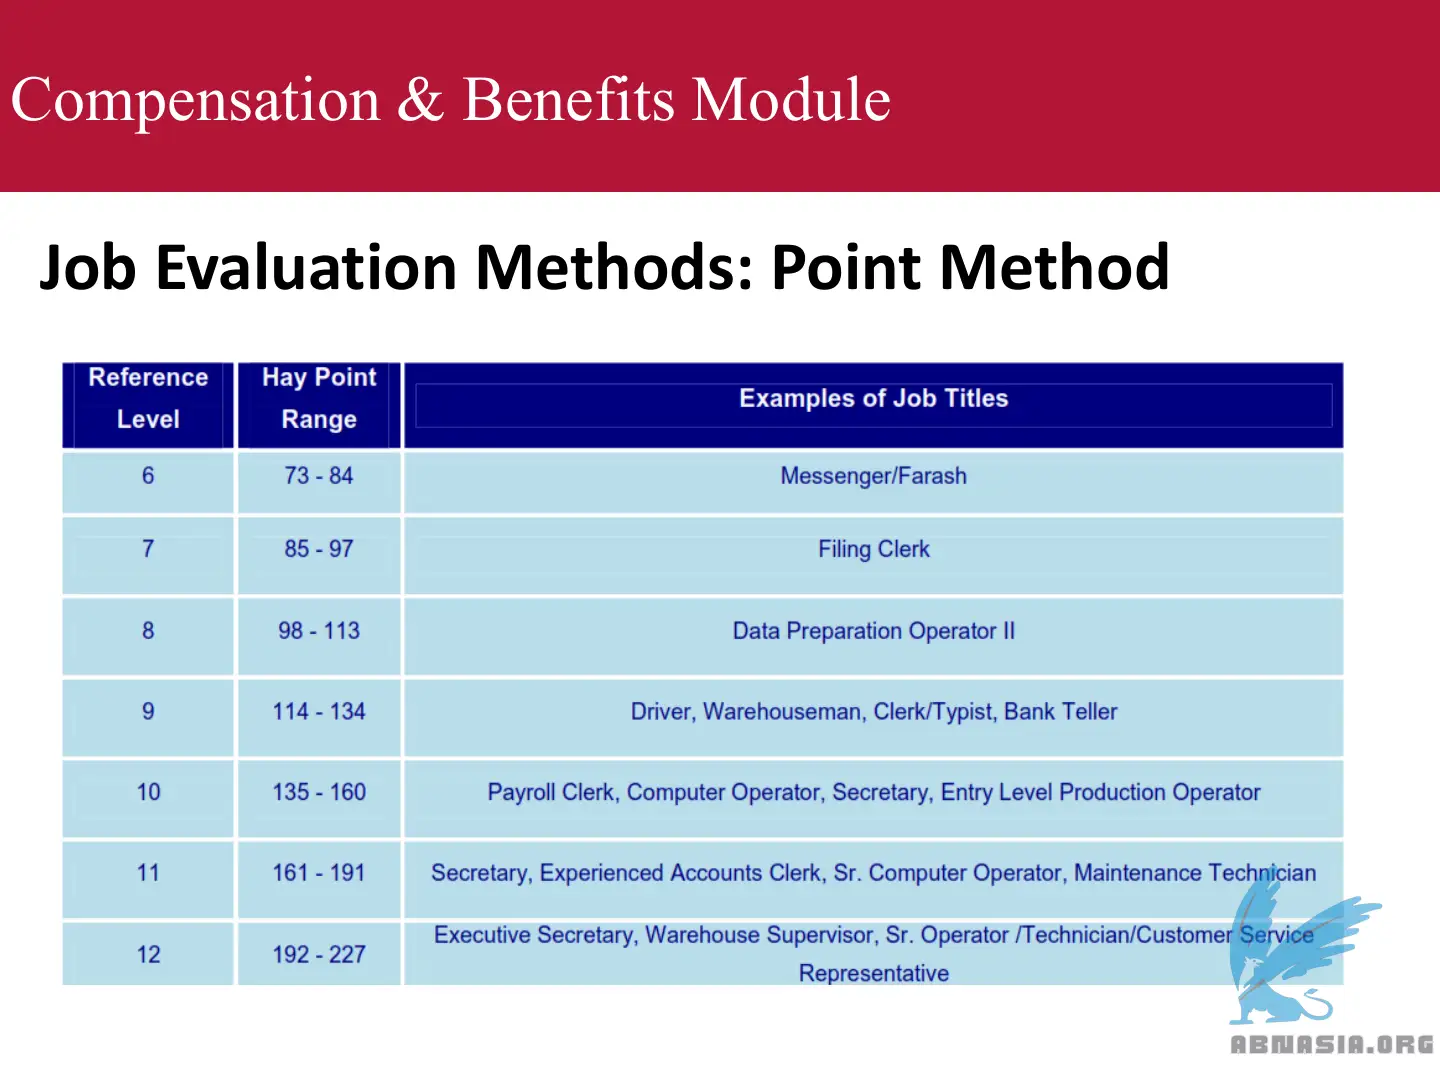 Compensation & Benefits Module
Job Evaluation Methods: Point Method
Reference Level Hay Point Range Examples of Job Titles
6 73 - 84 Messenger/Farash
7 85 - 97 Filing Clerk
8 98 - 113 Data Preparation Operator II
9 114 - 134 Driver, Warehouseman, Clerk/Typist, Bank Teller
10 135 - 160 Payroll Clerk, Computer Operator, Secretary, Entry Level Production Operator
11 161 - 191 Secretary, Experienced Accounts Clerk, Sr. Computer Operator, Maintenance Technician
12 192 - 227 Executive Secretary, Warehouse Supervisor, Sr. Operator /Technician/Customer Service
Representative
ABNASIA.ORG